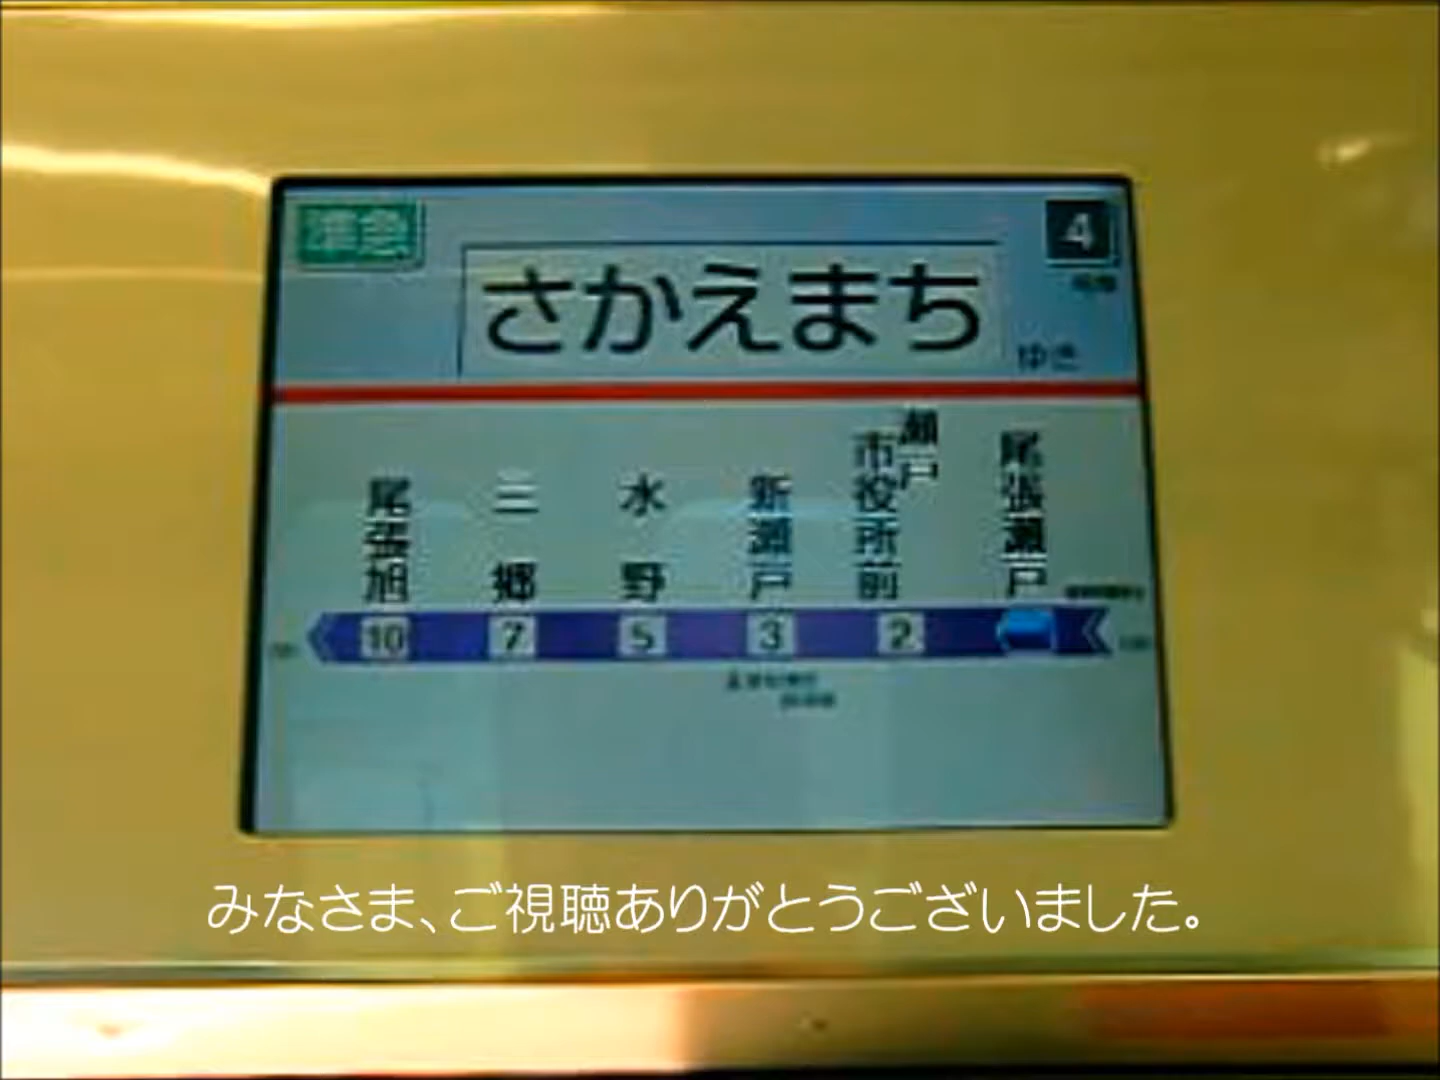 準急
4
さかえまち
ゆき
尾張旭
三郷
水野
新瀬戸
瀬戸
市役所前
尾張瀬戸
10 7 5 3 2
みなさま、ご視聴ありがとうございました。